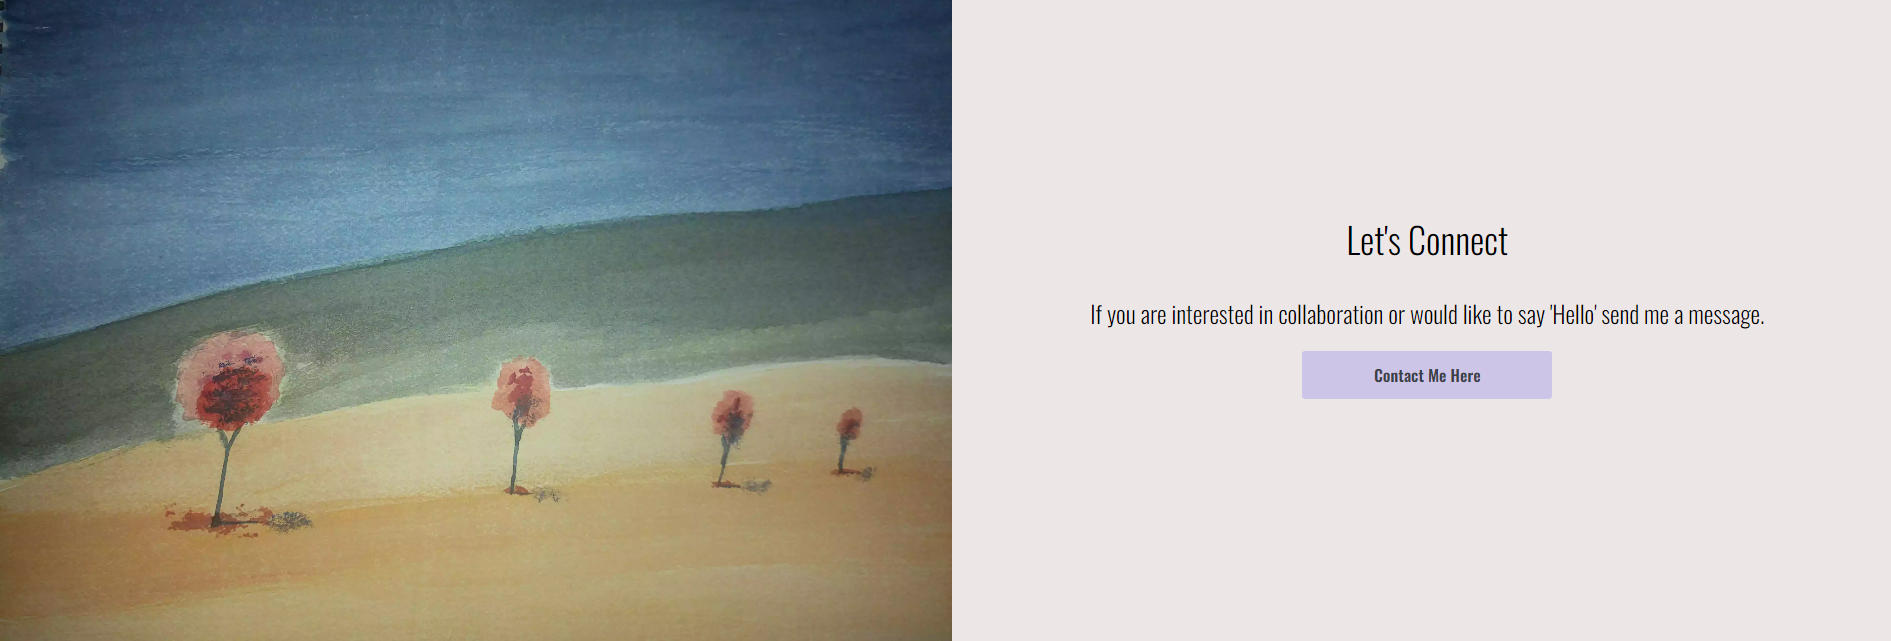 Let's Connect
If you are interested in collaboration or would like to say 'Hello' send me a message.
Contact Me Here